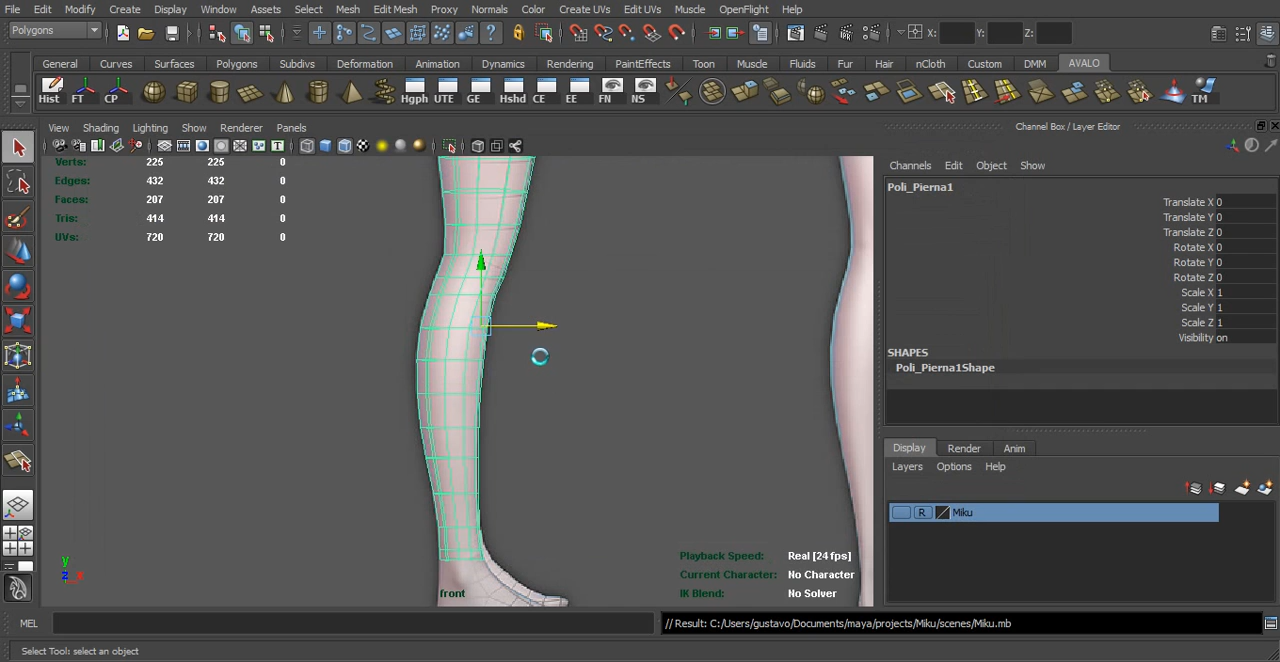 File Edit Modify Create Display Window Assets Select Mesh Edit Mesh Proxy Normals Color Create UVs Edit UVs Muscle OpenFlight Help
Polygons X: Y: Z:
General Curves Surfaces Polygons Subdivs Deformation Animation Dynamics Rendering PaintEffects Toon Muscle Fluids Fur Hair nCloth Custom DMM AVALO
Hist FT CP Hgph UTE GE Hshd CE EE FN NS TM
View Shading Lighting Show Renderer Panels
Channel Box / Layer Editor
Verts: 225 225 0
Edges: 432 432 0
Faces: 207 207 0
Tris: 414 414 0
UVs: 720 720 0
Channels Edit Object Show
Poli_Pierna1
Translate X 0
Translate Y 0
Translate Z 0
Rotate X 0
Rotate Y 0
Rotate Z 0
Scale X 1
Scale Y 1
Scale Z 1
Visibility on
SHAPES
Poli_Pierna1Shape
Display Render Anim
Layers Options Help
R Miku
Playback Speed: Real [24 fps]
Current Character: No Character
IK Blend: No Solver
front
y
z x
MEL // Result: C:/Users/gustavo/Documents/maya/projects/Miku/scenes/Miku.mb
Select Tool: select an object